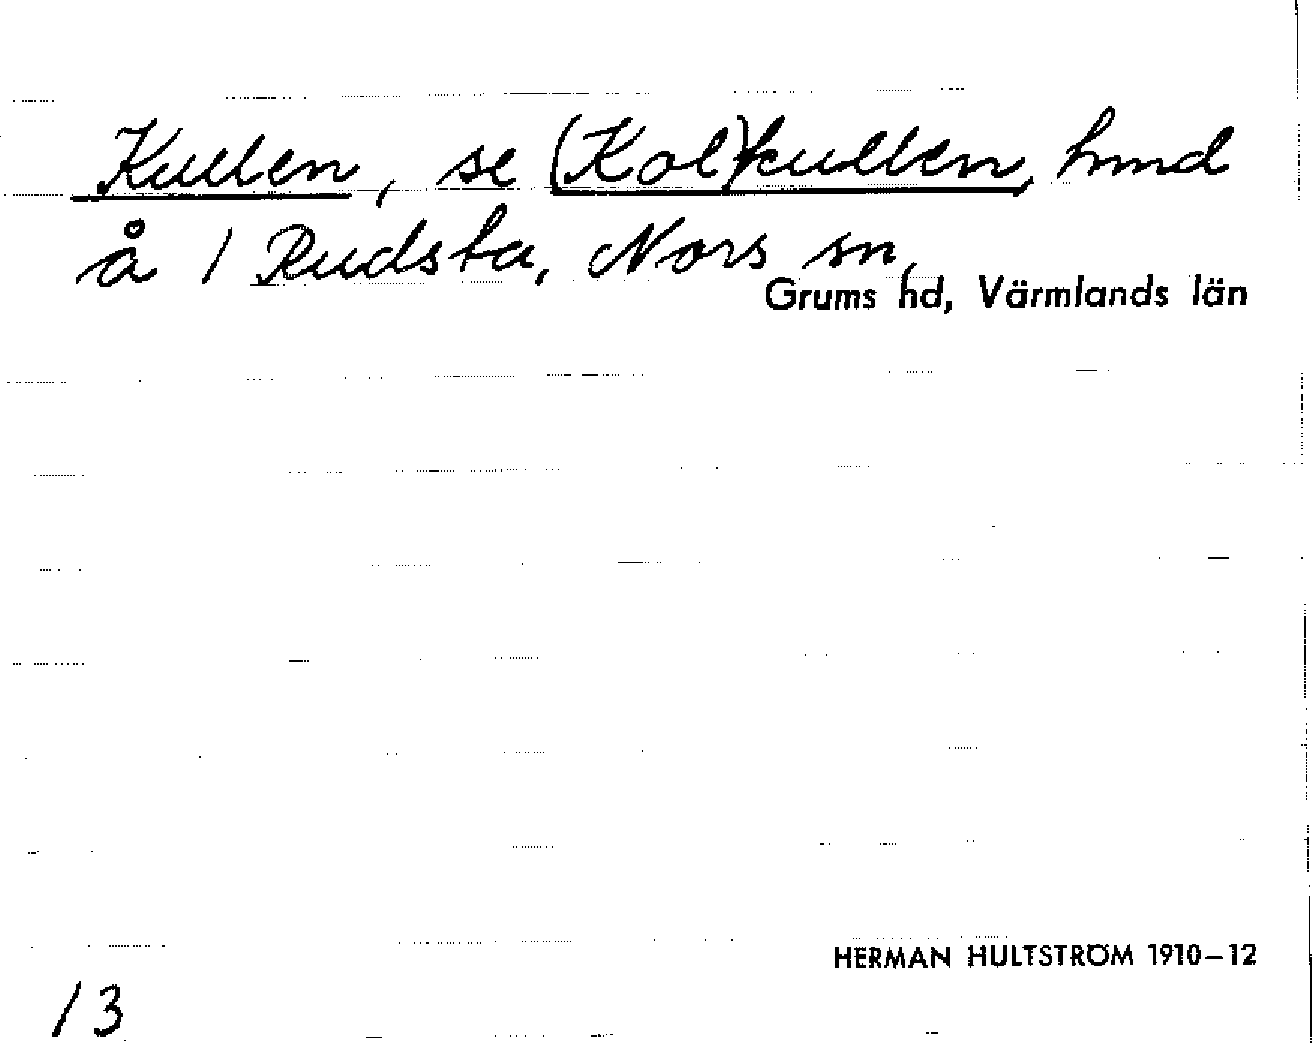 Kullen, se (Kol)kullen, hmd
å 1 Rudsta, Nors sn,
Grums hd, Värmlands län
HERMAN HULTSTRÖM 1910–12
13